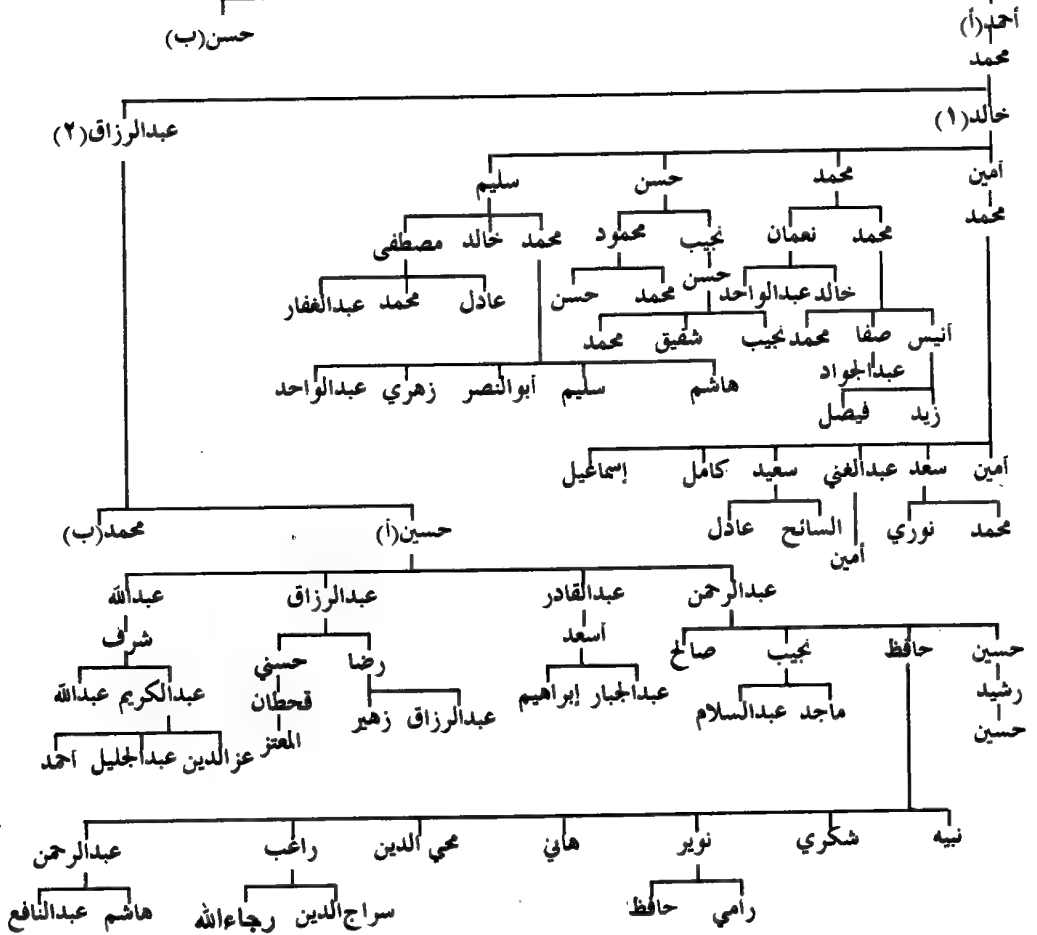 أحمد(أ)
حسن(ب)
محمد
خالد(١) عبدالرزاق(٢)
أمين محمد حسن سليم
محمد
محمد نعمان نجيب محمود محمد خالد مصطفى
حسن
خالد عبدالواحد محمد حسن عادل محمد عبدالغفار
أنيس صفا محمد نجيب شفيق محمد
عبدالجواد
هاشم سليم أبوالنصر زهري عبدالواحد
زيد فيصل
أمين سعد عبدالغني سعيد كامل إسماعيل
محمد نوري السائح عادل حسين(أ) محمد(ب)
أمين
عبدالرحمن عبدالقادر عبدالرزاق عبدالله
أسعد شرف
حسين حافظ نجيب صالح رضا حسني
رشيد عبدالجبار إبراهيم عبدالكريم عبدالله
قحطان
ماجد عبدالسلام عبدالرزاق زهير
حسين المعتز
عزالدين عبدالجليل أحمد
نبيه شكري نوير هاني محي الدين راغب عبدالرحمن
رامي حافظ سراج الدين رجاءالله هاشم عبدالنافع